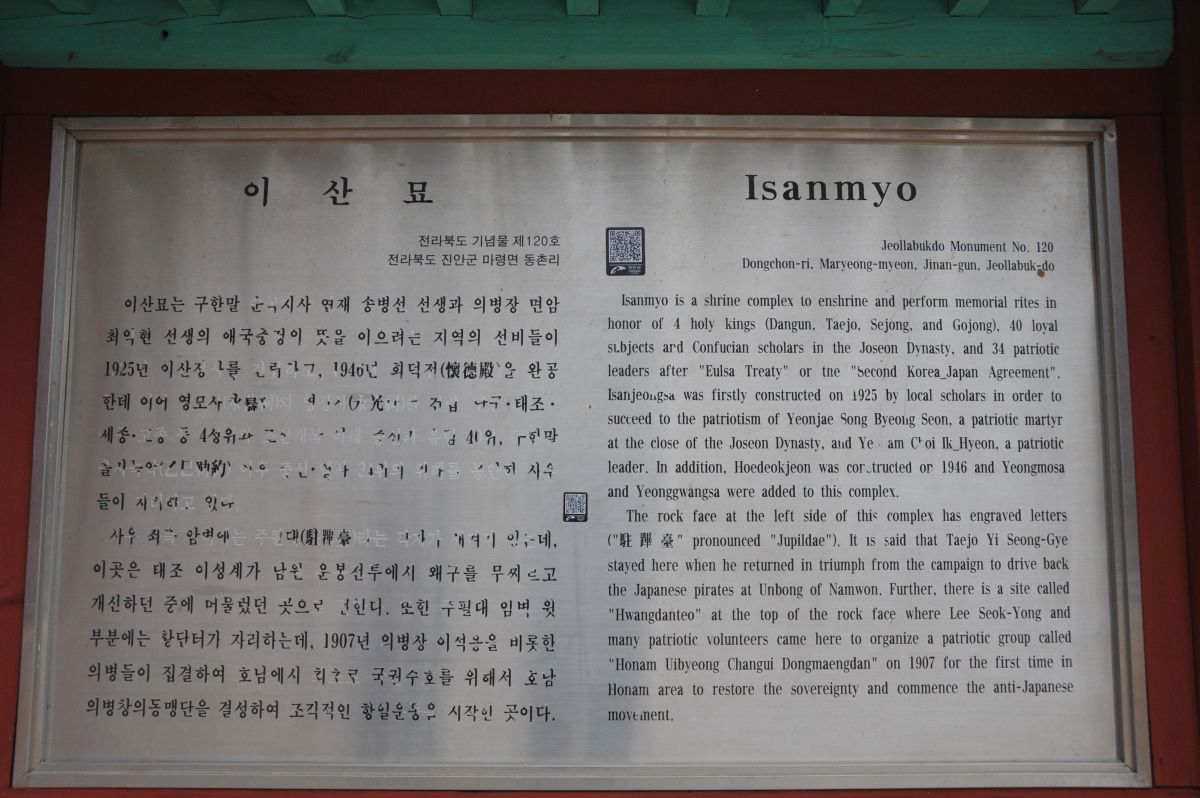 이산묘
전라북도 기념물 제120호
전라북도 진안군 마령면 동촌리
이산묘는 구한말 연재 송병선 선생과 의병장 면암
최익현 선생의 애국충정의 뜻을 이으려는 지역의 선비들이
1925년 1946년 회덕전(懷德殿)을 완공
한데 이어 영모사
세종·고종 등 4성위와
들이 있다.
사우 좌측 암벽에
이곳은 태조 이성계가 남원 운봉전투에서 왜구를 무찌르고
개선하던 중에 머물렀던 곳으로 전한다. 또한 주필대 암벽 윗
부분에는 황단터가 자리하는데, 1907년 의병장 이석용을 비롯한
의병들이 집결하여 호남에서 최초로 국권수호를 위해서 호남
의병창의동맹단을 결성하여 조직적인 항일운동을 시작한 곳이다.
Isanmyo
Jeollabukdo Monument No. 120
Dongchon-ri, Maryeong-myeon, Jinan-gun, Jeollabuk-do
Isanmyo is a shrine complex to enshrine and perform memorial rites in
honor of 4 holy kings (Dangun, Taejo, Sejong, and Gojong), 40 loyal
subjects and Confucian scholars in the Joseon Dynasty, and 34 patriotic
leaders after "Eulsa Treaty" or the "Second Korea_Japan Agreement".
Isanjeongsa was firstly constructed on 1925 by local scholars in order to
succeed to the patriotism of Yeonjae Song Byeong Seon, a patriotic martyr
at the close of the Joseon Dynasty, and Choi Ik_Hyeon, a patriotic
leader. In addition, Hoedeokjeon was constructed or 1946 and Yeongmosa
and Yeonggwangsa were added to this complex.
The rock face at the left side of this complex has engraved letters
("駐蹕臺" pronounced "Jupildae"). It is said that Taejo Yi Seong-Gye
stayed here when he returned in triumph from the campaign to drive back
the Japanese pirates at Unbong of Namwon. Further, there is a site called
"Hwangdanteo" at the top of the rock face where Lee Seok-Yong and
many patriotic volunteers came here to organize a patriotic group called
"Honam Uibyeong Changui Dongmaengdan" on 1907 for the first time in
Honam area to restore the sovereignty and commence the anti-Japanese
movement.